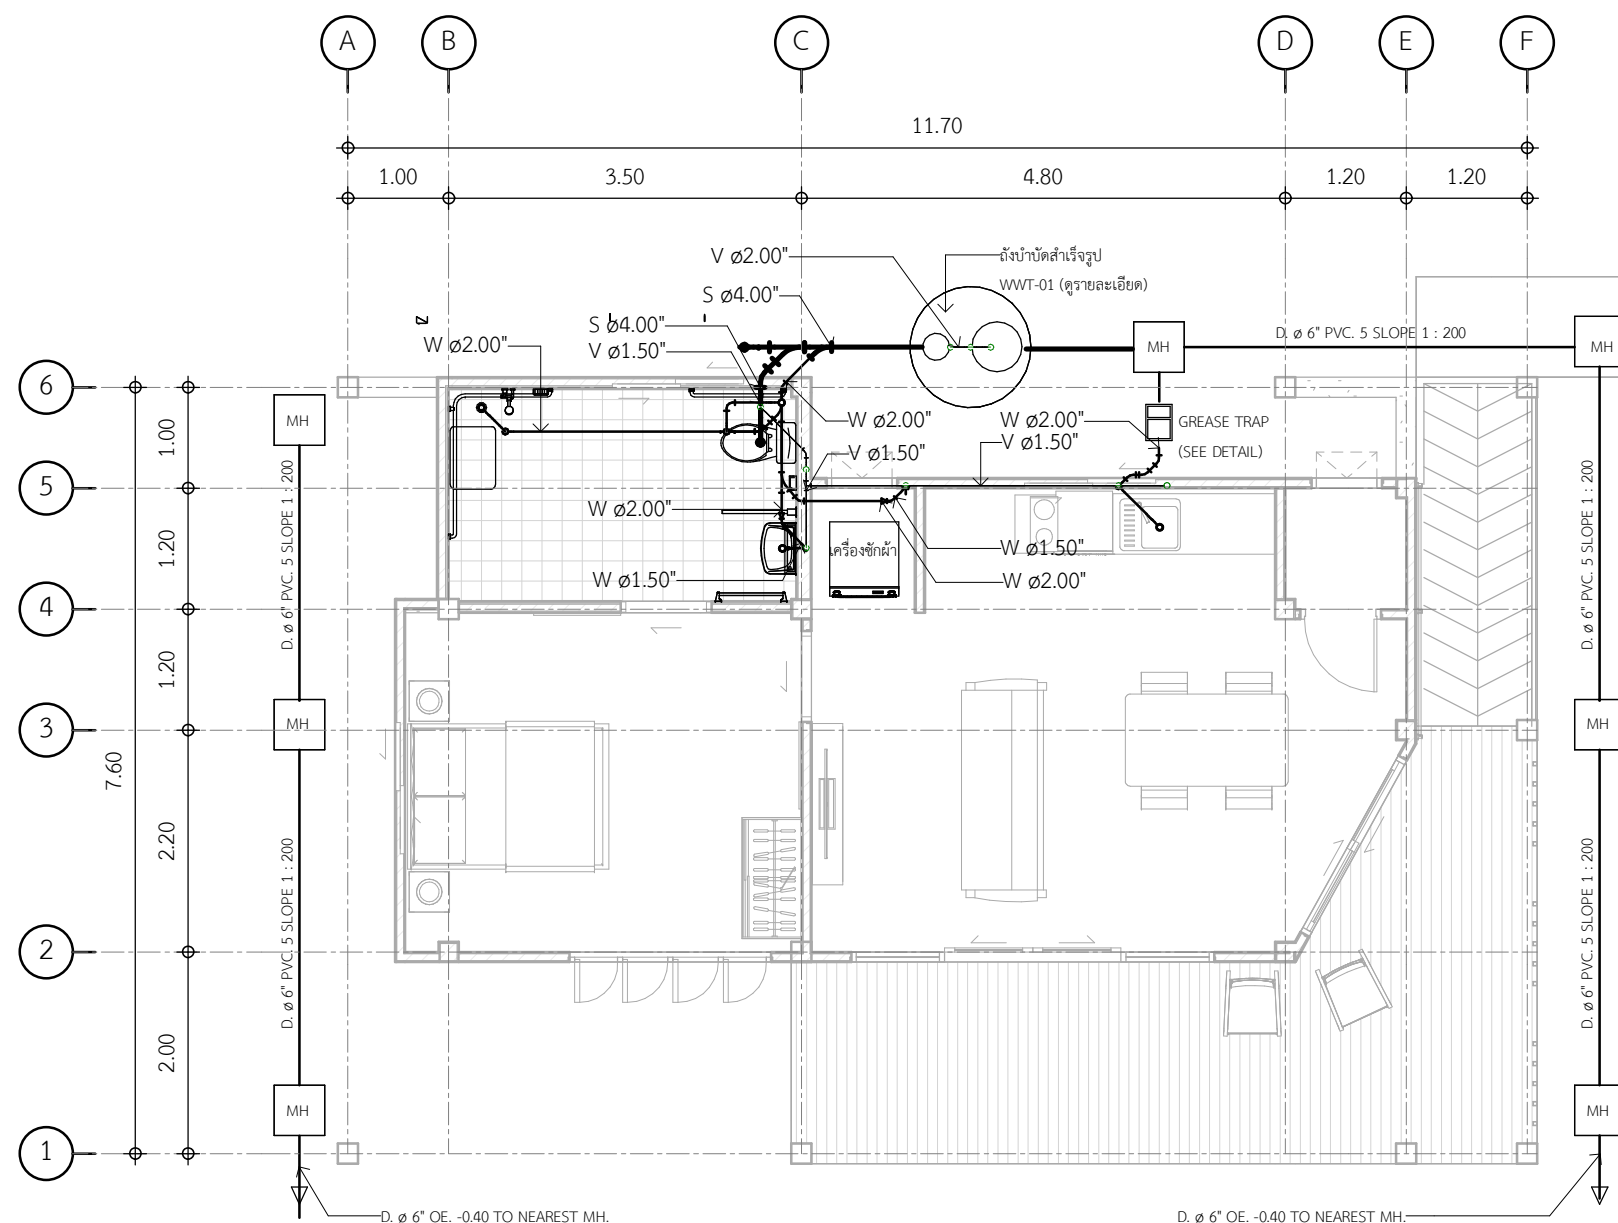 A B C D E F
11.70
1.00 3.50 4.80 1.20 1.20
V ø2.00"
ถังบำบัดสำเร็จรูป
WWT-01 (ดูรายละเอียด)
S ø4.00"
S ø4.00"
V ø1.50"
W ø2.00"
D. ø 6" PVC. 5 SLOPE 1 : 200
MH
MH
6
MH
1.00
W ø2.00"
W ø2.00"
V ø1.50"
GREASE TRAP
(SEE DETAIL)
V ø1.50"
D. ø 6" PVC. 5 SLOPE 1 : 200
D. ø 6" PVC. 5 SLOPE 1 : 200
5
W ø2.00"
1.20
เครื่องซักผ้า
W ø1.50"
W ø1.50"
W ø2.00"
4
1.20
3
MH
MH
7.60
2.20
D. ø 6" PVC. 5 SLOPE 1 : 200
D. ø 6" PVC. 5 SLOPE 1 : 200
2
2.00
MH
MH
1
D. ø 6" OE. -0.40 TO NEAREST MH.
D. ø 6" OE. -0.40 TO NEAREST MH.